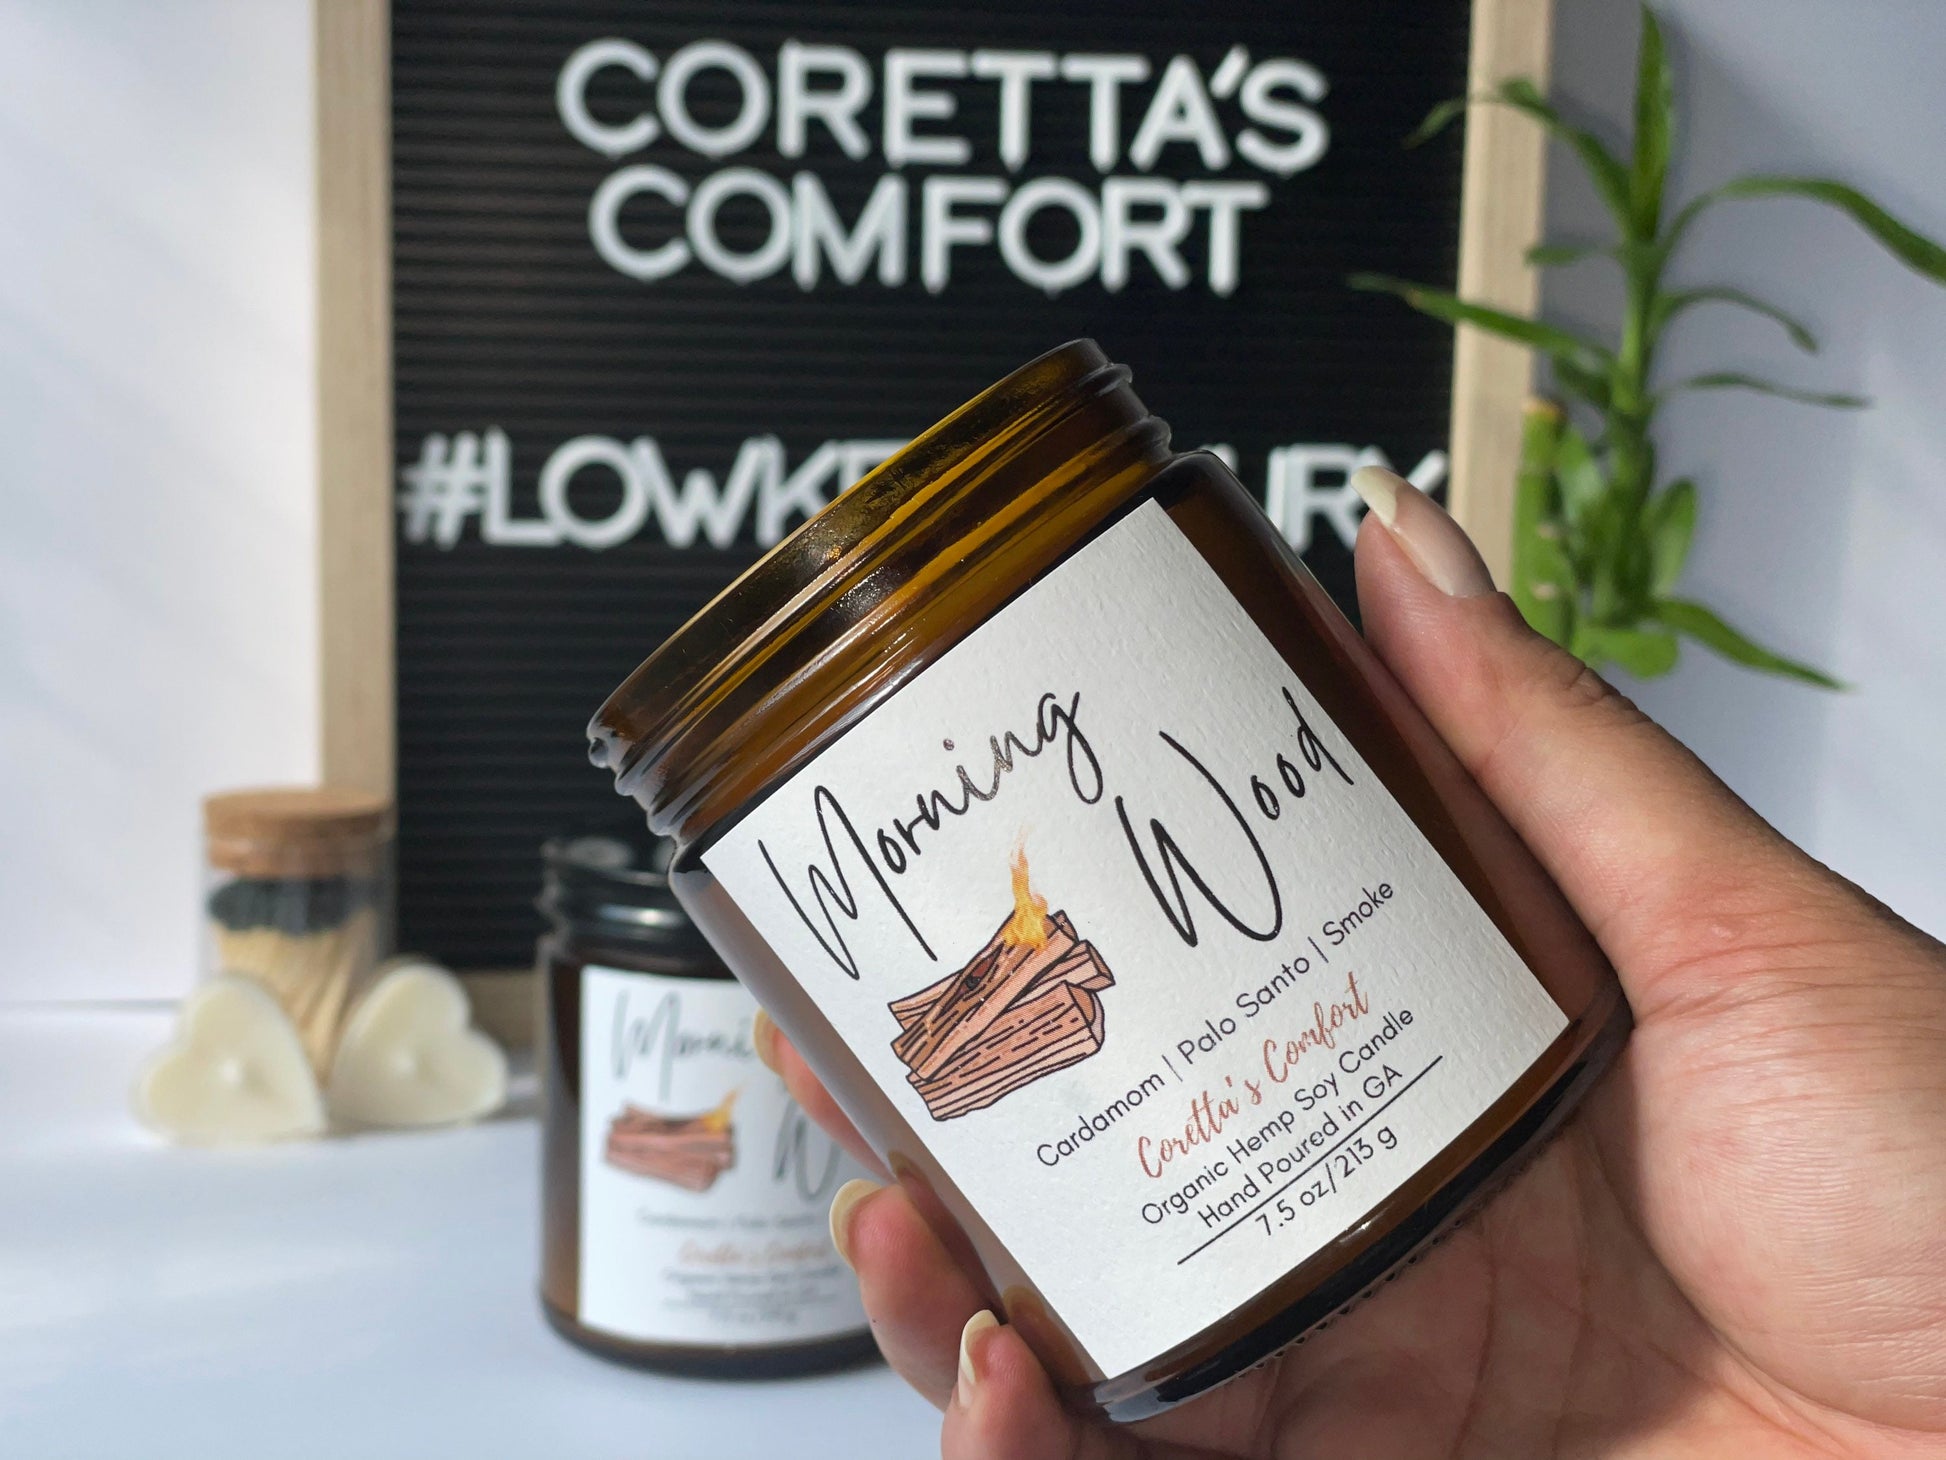 CORETTA'S
COMFORT
#LOWK
Morning
Wood
Cardamom | Palo Santo | Smoke
Coretta's Comfort
Organic Hemp Soy Candle
Hand Poured in GA
7.5 oz/213 g